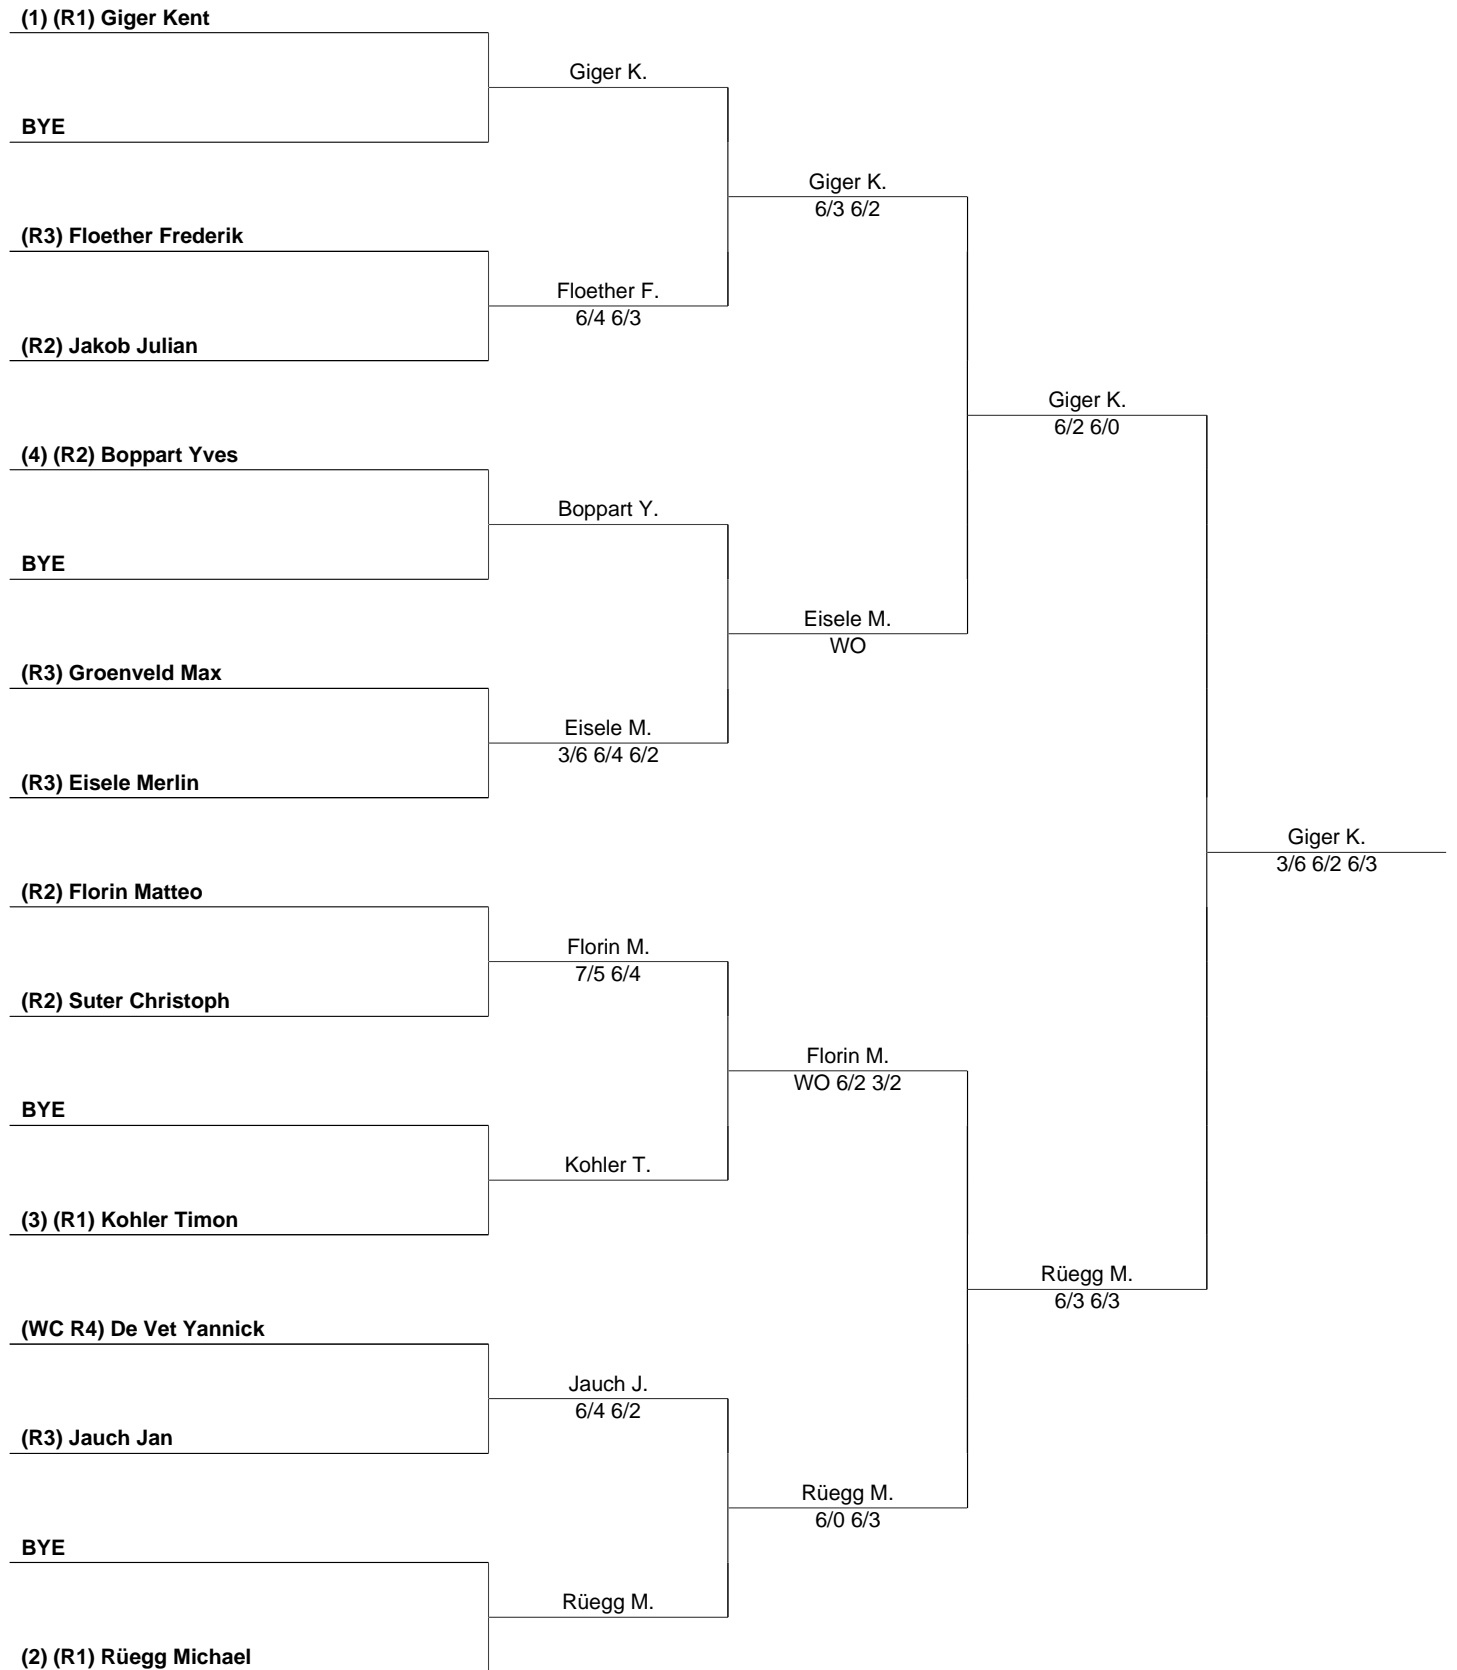 (1) (R1) Giger Kent
Giger K.
BYE
Giger K.
6/3 6/2
(R3) Floether Frederik
Floether F.
6/4 6/3
(R2) Jakob Julian
Giger K.
6/2 6/0
(4) (R2) Boppart Yves
Boppart Y.
BYE
Eisele M.
WO
(R3) Groenveld Max
Eisele M.
3/6 6/4 6/2
(R3) Eisele Merlin
Giger K.
3/6 6/2 6/3
(R2) Florin Matteo
Florin M.
7/5 6/4
(R2) Suter Christoph
Florin M.
WO 6/2 3/2
BYE
Kohler T.
(3) (R1) Kohler Timon
Rüegg M.
6/3 6/3
(WC R4) De Vet Yannick
Jauch J.
6/4 6/2
(R3) Jauch Jan
Rüegg M.
6/0 6/3
BYE
Rüegg M.
(2) (R1) Rüegg Michael